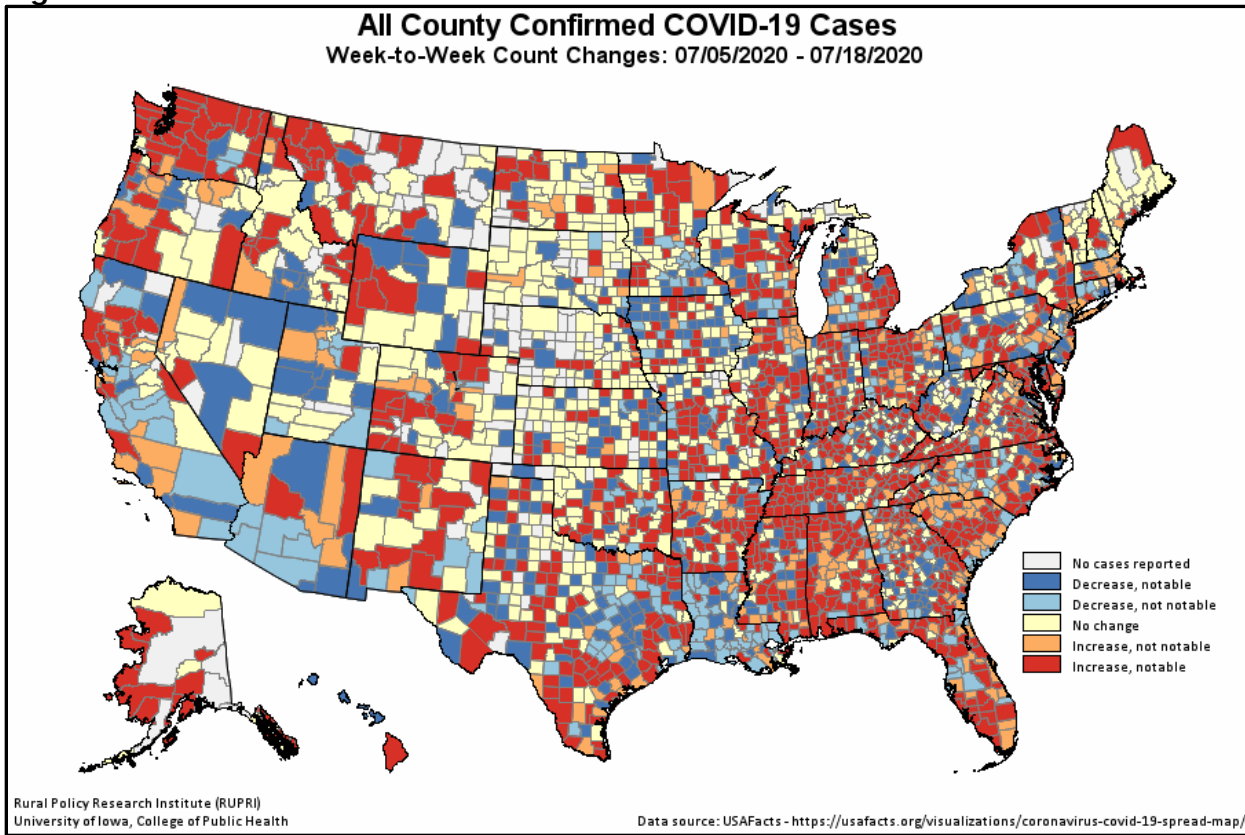 All County Confirmed COVID-19 Cases
Week-to-Week Count Changes: 07/05/2020 - 07/18/2020
No cases reported
Decrease, notable
Decrease, not notable
No change
Increase, not notable
Increase, notable
Rural Policy Research Institute (RUPRI)
University of Iowa, College of Public Health
Data source: USAFacts - https://usafacts.org/visualizations/coronavirus-covid-19-spread-map/